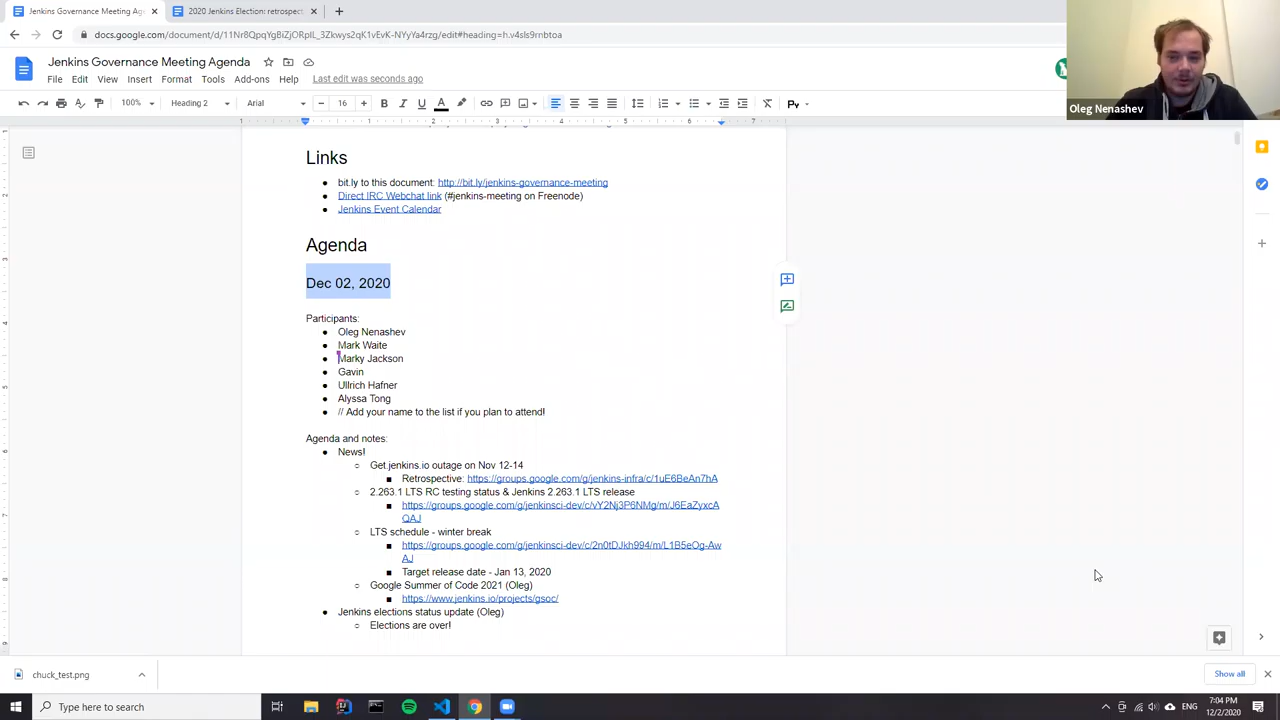 Jenkins Governance Meeting Age
2020 Jenkins Election: retrospect
docs.google.com/document/d/11Nr8QpqYgBiZjORpIL_3Zkwys2qK1vEvK-NYyYa4rzg/edit#heading=h.v4sls9rnbtoa
Jenkins Governance Meeting Agenda
File Edit View Insert Format Tools Add-ons Help Last edit was seconds ago
100% Heading 2 Arial 16
Oleg Nenashev
Links
bit.ly to this document: http://bit.ly/jenkins-governance-meeting
Direct IRC Webchat link (#jenkins-meeting on Freenode)
Jenkins Event Calendar
Agenda
Dec 02, 2020
Participants:
Oleg Nenashev
Mark Waite
Marky Jackson
Gavin
Ullrich Hafner
Alyssa Tong
// Add your name to the list if you plan to attend!
Agenda and notes:
News!
Get.jenkins.io outage on Nov 12-14
Retrospective: https://groups.google.com/g/jenkins-infra/c/1uE6BeAn7hA
2.263.1 LTS RC testing status & Jenkins 2.263.1 LTS release
https://groups.google.com/g/jenkinsci-dev/c/vY2Nj3P6NMg/m/J6EaZyxcA
QAJ
LTS schedule - winter break
https://groups.google.com/g/jenkinsci-dev/c/2n0tDJkh994/m/L1B5eOg-Aw
AJ
Target release date - Jan 13, 2020
Google Summer of Code 2021 (Oleg)
https://www.jenkins.io/projects/gsoc/
Jenkins elections status update (Oleg)
Elections are over!
chuck_test.png
Show all
Type here to search
ENG
7:04 PM
12/2/2020